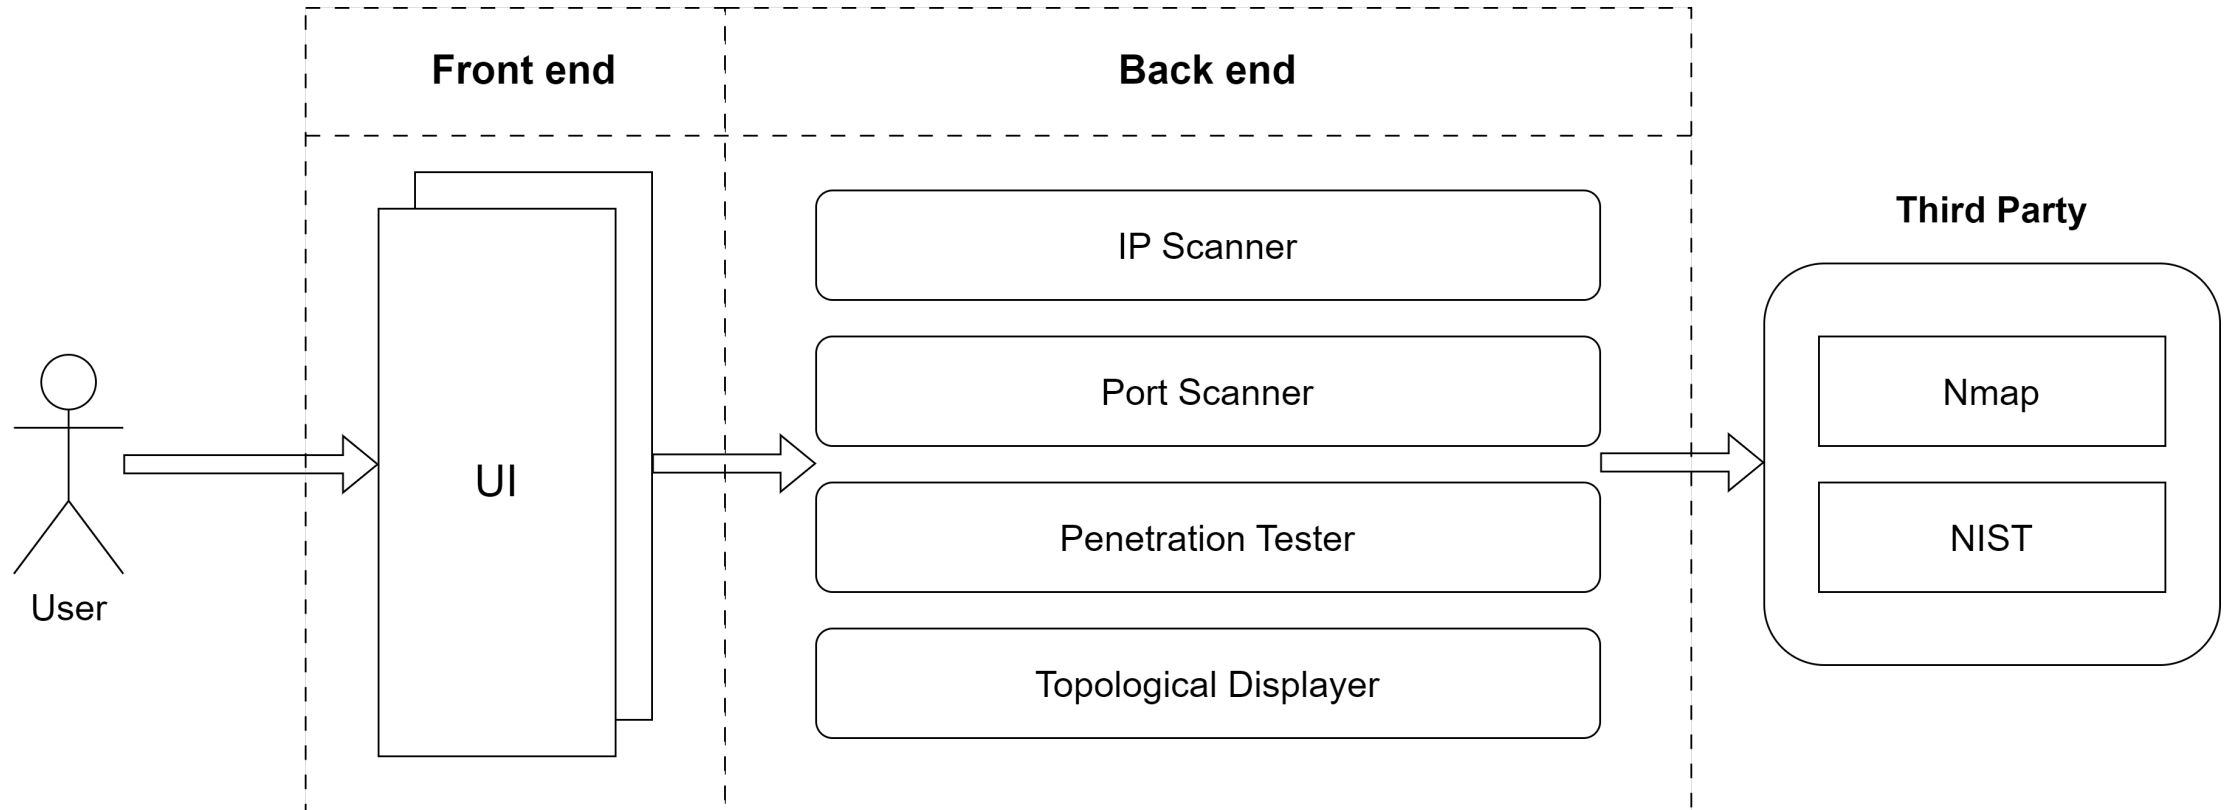 Front end
Back end
Third Party
IP Scanner
Port Scanner
Penetration Tester
Topological Displayer
UI
User
Nmap
NIST